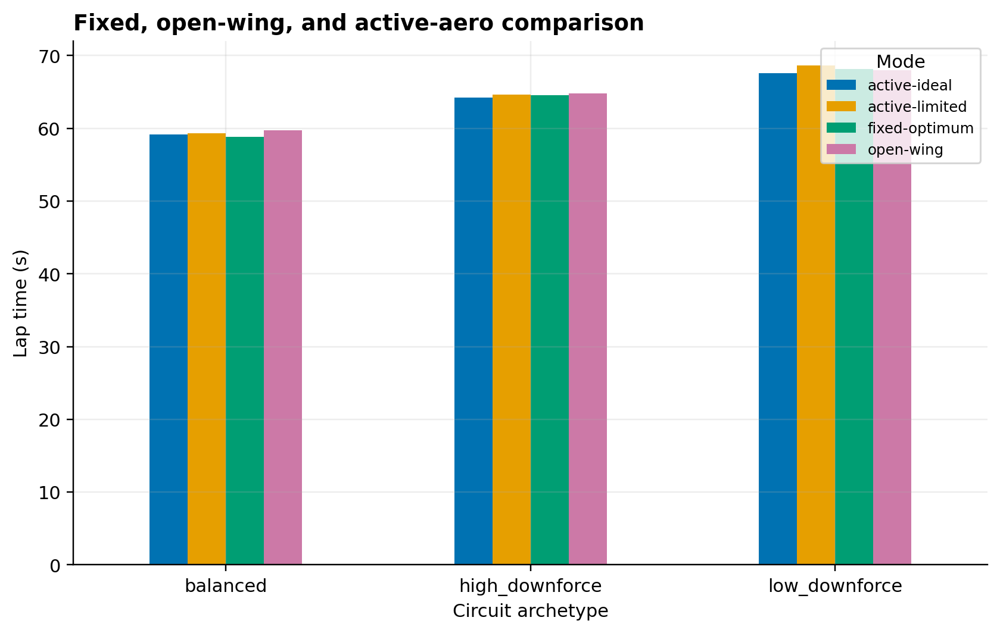 Fixed, open-wing, and active-aero comparison
70
60
50
40
30
20
10
0
Lap time (s)
Mode
active-ideal
active-limited
fixed-optimum
open-wing
balanced
high_downforce
low_downforce
Circuit archetype